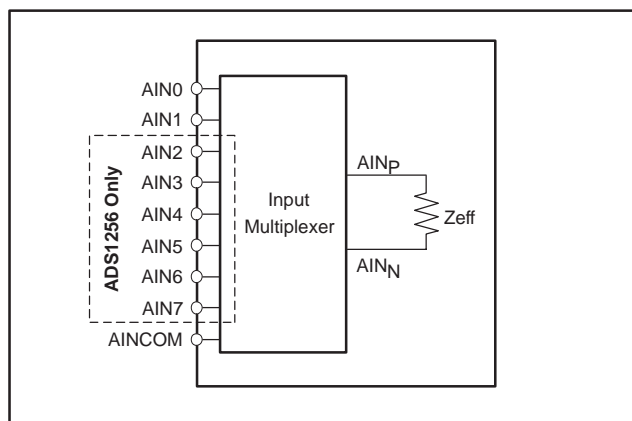 AIN0
AIN1
AIN2
AIN3
AIN4
AIN5
AIN6
AIN7
AINCOM
ADS1256 Only
Input
Multiplexer
AINP
Zeff
AINN